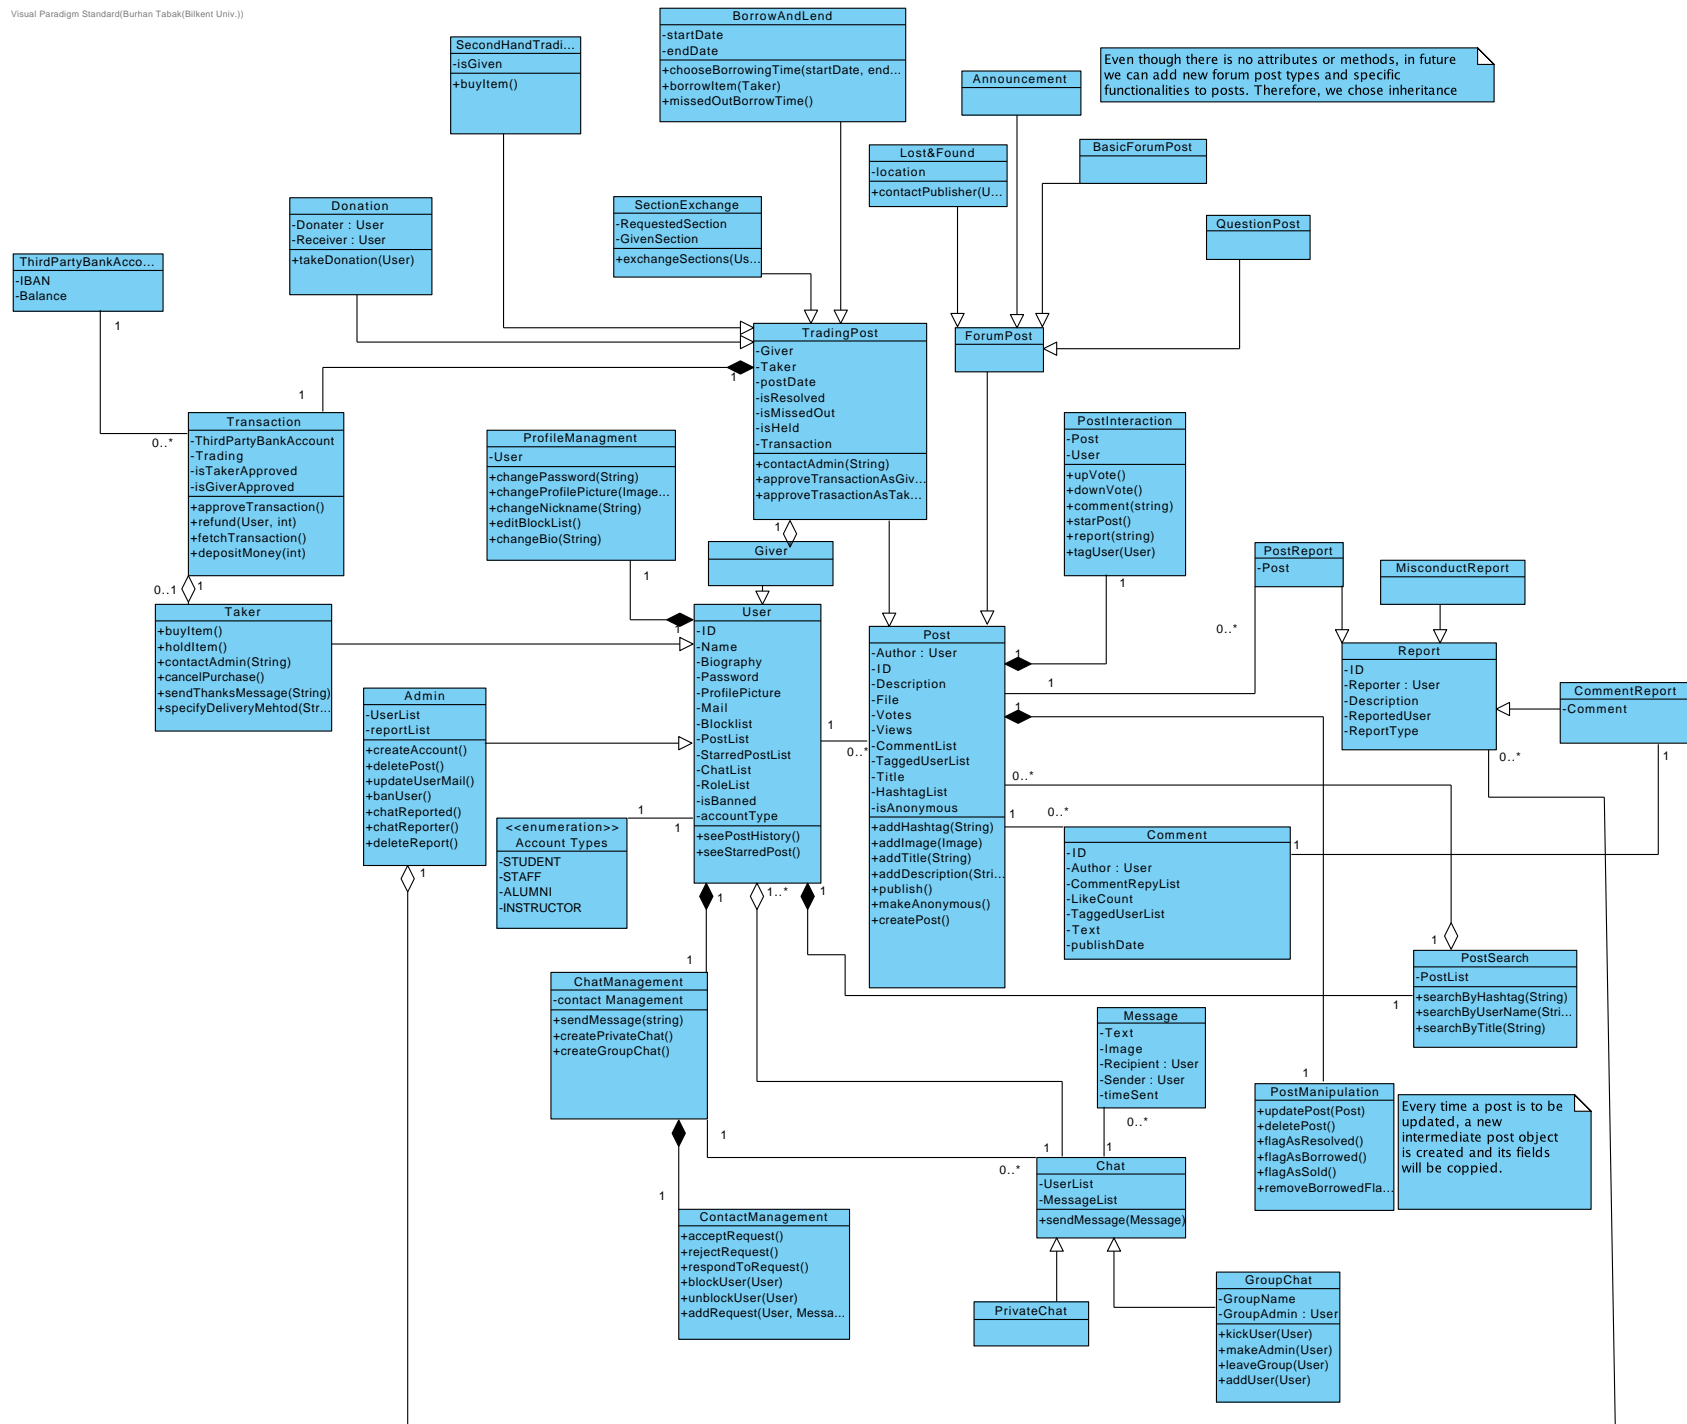 Visual Paradigm Standard(Burhan Tabak(Bilkent Univ.))
BorrowAndLend
-startDate
-endDate
+chooseBorrowingTime(startDate, end...
+borrowItem(Taker)
+missedOutBorrowTime()
SecondHandTradi...
-isGiven
+buyItem()
Even though there is no attributes or methods, in future
we can add new forum post types and specific
functionalities to posts. Therefore, we chose inheritance
Announcement
Lost&Found
-location
+contactPublisher(U...
BasicForumPost
QuestionPost
Donation
-Donater : User
-Receiver : User
+takeDonation(User)
SectionExchange
-RequestedSection
-GivenSection
+exchangeSections(Us...
ThirdPartyBankAcco...
-IBAN
-Balance
1
0..*
1
1
TradingPost
-Giver
-Taker
-postDate
-isResolved
-isMissedOut
-isHeld
-Transaction
+contactAdmin(String)
+approveTransactionAsGiv...
+approveTrasactionAsTak...
1
ForumPost
Transaction
-ThirdPartyBankAccount
-Trading
-isTakerApproved
-isGiverApproved
+approveTransaction()
+refund(User, int)
+fetchTransaction()
+depositMoney(int)
0..1
1
ProfileManagment
-User
+changePassword(String)
+changeProfilePicture(Image...
+changeNickname(String)
+editBlockList()
+changeBio(String)
1
1
Giver
PostInteraction
-Post
-User
+upVote()
+downVote()
+comment(string)
+starPost()
+report(string)
+tagUser(User)
1
1
PostReport
-Post
0..*
1
MisconductReport
Taker
+buyItem()
+holdItem()
+contactAdmin(String)
+cancelPurchase()
+sendThanksMessage(String)
+specifyDeliveryMehtod(Str...
User
-ID
-Name
-Biography
-Password
-ProfilePicture
-Mail
-Blocklist
-PostList
-StarredPostList
-ChatList
-RoleList
-isBanned
-accountType
+seePostHistory()
+seeStarredPost()
1
0..*
Post
-Author : User
-ID
-Description
-File
-Votes
-Views
-CommentList
-TaggedUserList
-Title
-HashtagList
-isAnonymous
+addHashtag(String)
+addImage(Image)
+addTitle(String)
+addDescription(Stri...
+publish()
+makeAnonymous()
+createPost()
1
Report
-ID
-Reporter : User
-Description
-ReportedUser
-ReportType
0..*
CommentReport
-Comment
1
Admin
-UserList
-reportList
+createAccount()
+deletePost()
+updateUserMail()
+banUser()
+chatReported()
+chatReporter()
+deleteReport()
1
<<enumeration>>
Account Types
-STUDENT
-STAFF
-ALUMNI
-INSTRUCTOR
1
1
0..*
1
0..*
Comment
-ID
-Author : User
-CommentRepyList
-LikeCount
-TaggedUserList
-Text
-publishDate
1
1
1..*
1
1
ChatManagement
-contact Management
+sendMessage(string)
+createPrivateChat()
+createGroupChat()
1
PostSearch
-PostList
+searchByHashtag(String)
+searchByUserName(Stri...
+searchByTitle(String)
1
Message
-Text
-Image
-Recipient : User
-Sender : User
-timeSent
0..*
1
1
PostManipulation
+updatePost(Post)
+deletePost()
+flagAsResolved()
+flagAsBorrowed()
+flagAsSold()
+removeBorrowedFla...
Every time a post is to be
updated, a new
intermediate post object
is created and its fields
will be coppied.
1
1
0..*
Chat
-UserList
-MessageList
+sendMessage(Message)
1
ContactManagement
+acceptRequest()
+rejectRequest()
+respondToRequest()
+blockUser(User)
+unblockUser(User)
+addRequest(User, Messa...
PrivateChat
GroupChat
-GroupName
-GroupAdmin : User
+kickUser(User)
+makeAdmin(User)
+leaveGroup(User)
+addUser(User)